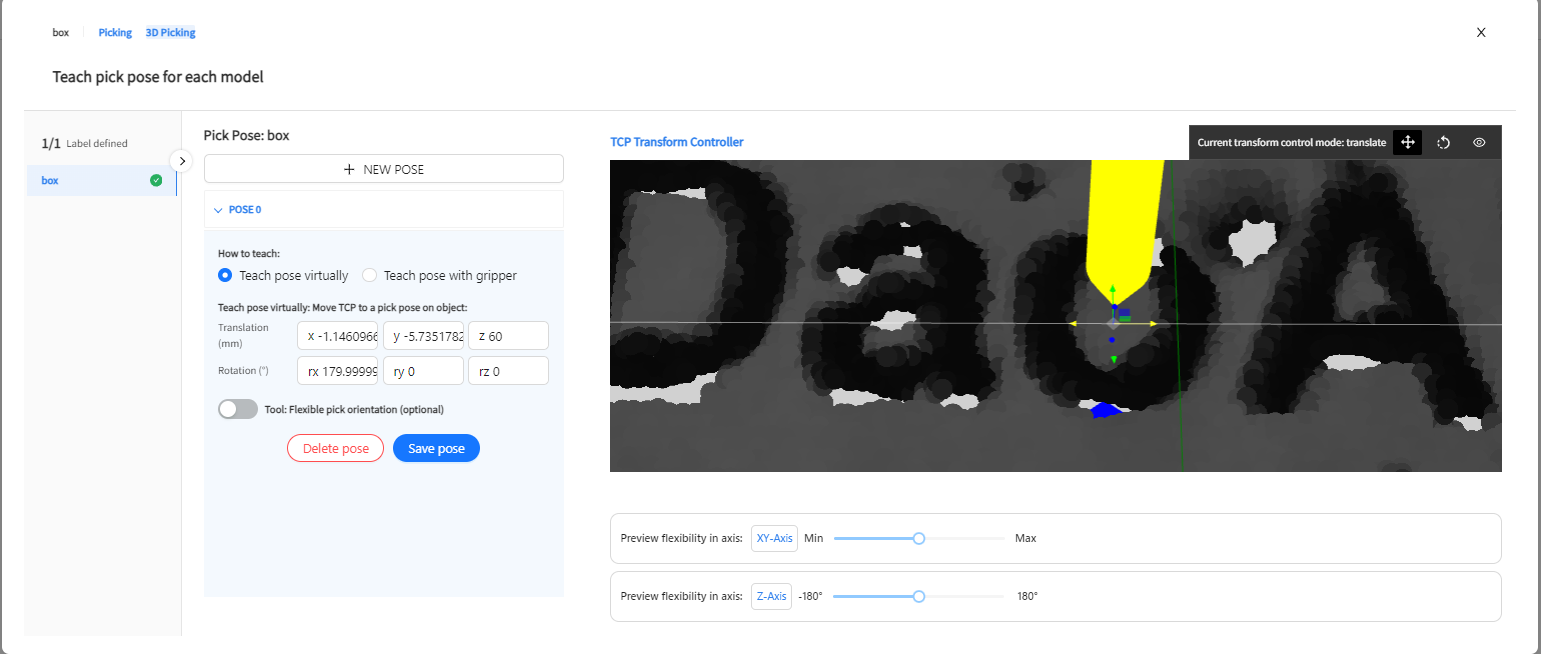 box Picking 3D Picking X
Teach pick pose for each model
1/1 Label defined
box
Pick Pose: box
+ NEW POSE
POSE 0
How to teach:
Teach pose virtually Teach pose with gripper
Teach pose virtually: Move TCP to a pick pose on object:
Translation (mm) x -1.1460966 y -5.7351782 z 60
Rotation (°) rx 179.99999 ry 0 rz 0
Tool: Flexible pick orientation (optional)
Delete pose Save pose
TCP Transform Controller
Current transform control mode: translate
DaoA
Preview flexibility in axis: XY-Axis Min Max
Preview flexibility in axis: Z-Axis -180° 180°